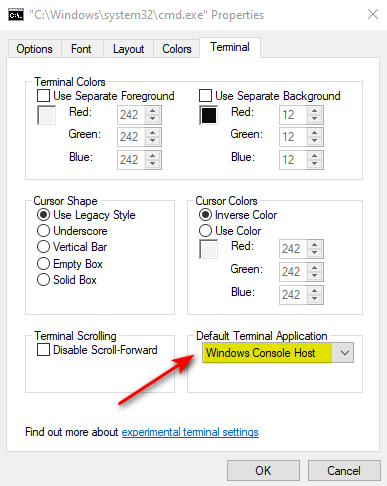 "C:\Windows\system32\cmd.exe" Properties
Options Font Layout Colors Terminal
Terminal Colors
Use Separate Foreground Use Separate Background
Red: 242 Red: 12
Green: 242 Green: 12
Blue: 242 Blue: 12
Cursor Shape Cursor Colors
Use Legacy Style Inverse Color
Underscore Use Color
Vertical Bar Red: 242
Empty Box Green: 242
Solid Box Blue: 242
Terminal Scrolling Default Terminal Application
Disable Scroll-Forward Windows Console Host
Find out more about experimental terminal settings
OK Cancel